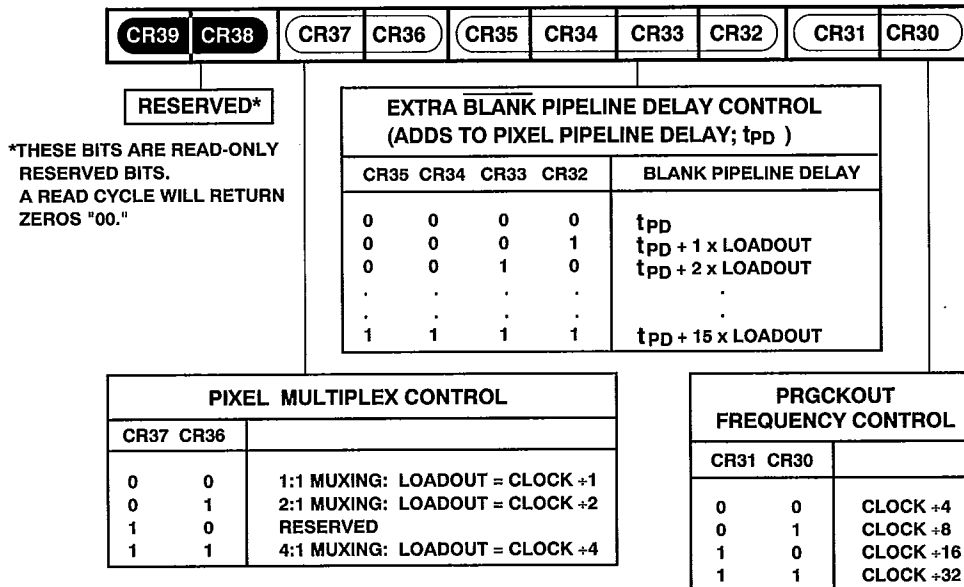 CR39 CR38 CR37 CR36 CR35 CR34 CR33 CR32 CR31 CR30
RESERVED*
*THESE BITS ARE READ-ONLY
RESERVED BITS.
A READ CYCLE WILL RETURN
ZEROS "00."
EXTRA BLANK PIPELINE DELAY CONTROL
(ADDS TO PIXEL PIPELINE DELAY; tPD )
CR35 CR34 CR33 CR32 BLANK PIPELINE DELAY
0 0 0 0 tPD
0 0 0 1 tPD + 1 x LOADOUT
0 0 1 0 tPD + 2 x LOADOUT
. . . . .
. . . . .
1 1 1 1 tPD + 15 x LOADOUT
PIXEL MULTIPLEX CONTROL
CR37 CR36
0 0 1:1 MUXING: LOADOUT = CLOCK ÷1
0 1 2:1 MUXING: LOADOUT = CLOCK ÷2
1 0 RESERVED
1 1 4:1 MUXING: LOADOUT = CLOCK ÷4
PRGCKOUT
FREQUENCY CONTROL
CR31 CR30
0 0 CLOCK ÷4
0 1 CLOCK ÷8
1 0 CLOCK ÷16
1 1 CLOCK ÷32